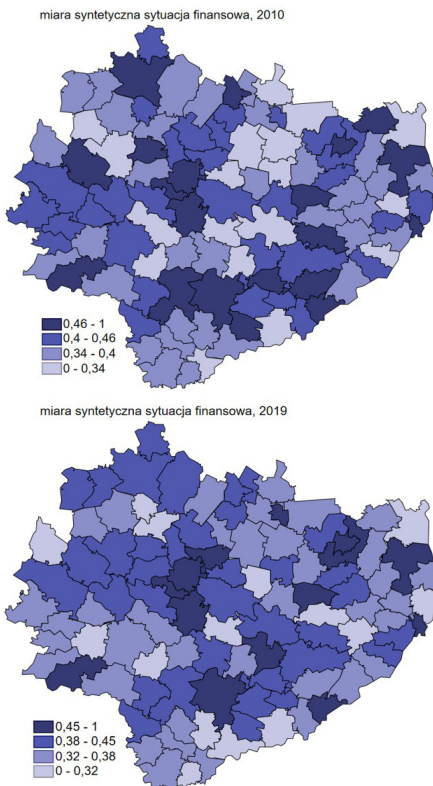 miara syntetyczna sytuacja finansowa, 2010
0,46 - 1
0,4 - 0,46
0,34 - 0,4
0 - 0,34
miara syntetyczna sytuacja finansowa, 2019
0,45 - 1
0,38 - 0,45
0,32 - 0,38
0 - 0,32